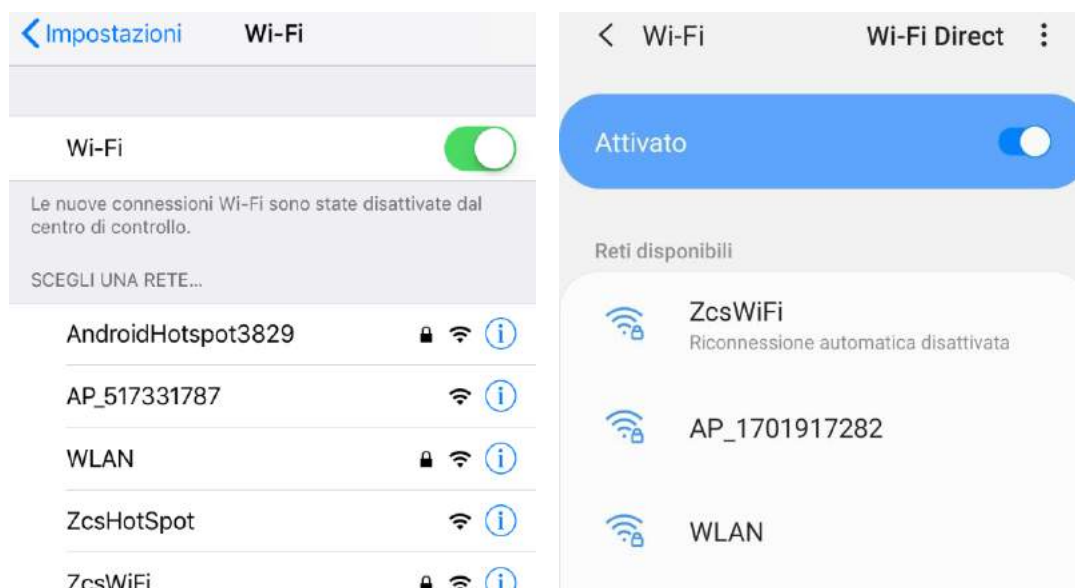 Impostazioni
Wi-Fi
Wi-Fi
Le nuove connessioni Wi-Fi sono state disattivate dal
centro di controllo.
SCEGLI UNA RETE...
AndroidHotspot3829
AP_517331787
WLAN
ZcsHotSpot
ZcsWiFi
Wi-Fi
Wi-Fi Direct
Attivato
Reti disponibili
ZcsWiFi
Riconnessione automatica disattivata
AP_1701917282
WLAN